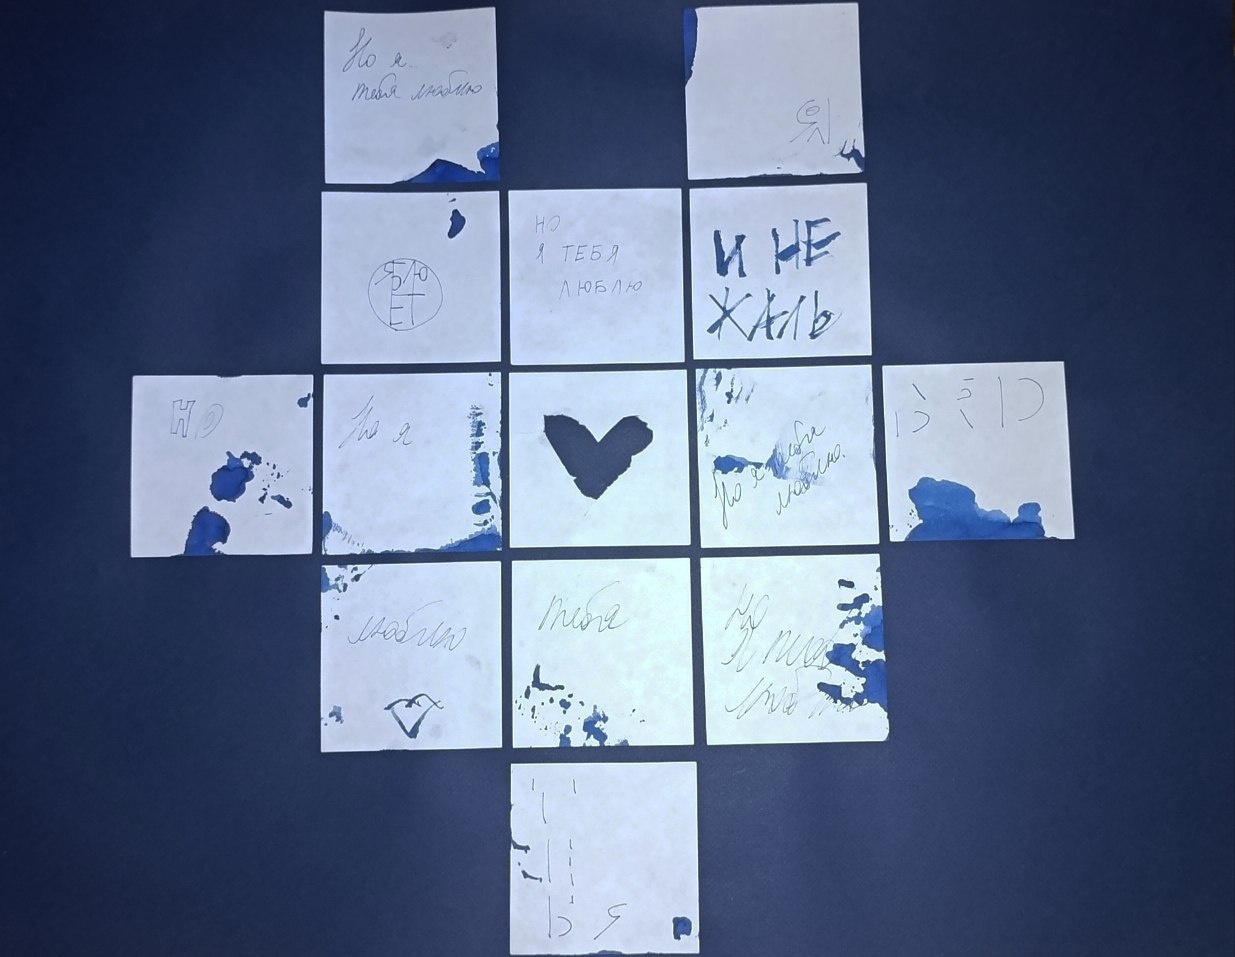 Но я
тебя люблю
Я
НО
Я ТЕБЯ
ЛЮБЛЮ
И НЕ
ЖАЛЬ
НО
Но я
Но я тебя
люблю.
люблю
тебя
Но
Я
Я